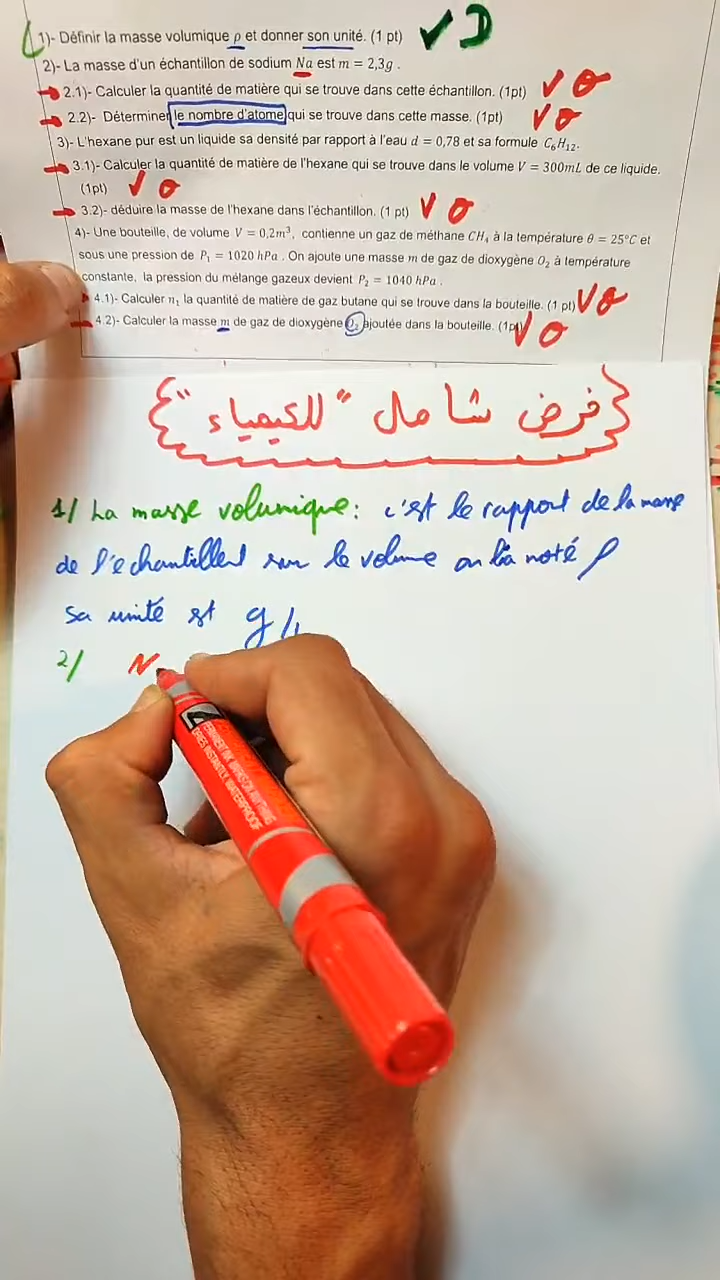 1)- Définir la masse volumique ρ et donner son unité. (1 pt)
2)- La masse d'un échantillon de sodium Na est m = 2,3g .
2.1)- Calculer la quantité de matière qui se trouve dans cette échantillon. (1pt)
2.2)- Déterminer le nombre d'atome qui se trouve dans cette masse. (1pt)
3)- L'hexane pur est un liquide sa densité par rapport à l'eau d = 0,78 et sa formule C₆H₁₂.
3.1)- Calculer la quantité de matière de l'hexane qui se trouve dans le volume V = 300mL de ce liquide.
(1pt)
3.2)- déduire la masse de l'hexane dans l'échantillon. (1 pt)
4)- Une bouteille, de volume V = 0,2m³, contienne un gaz de méthane CH₄ à la température θ = 25°C et
sous une pression de P₁ = 1020 hPa . On ajoute une masse m de gaz de dioxygène O₂ à température
constante, la pression du mélange gazeux devient P₂ = 1040 hPa .
4.1)- Calculer n₁ la quantité de matière de gaz butane qui se trouve dans la bouteille. (1 pt)
4.2)- Calculer la masse m de gaz de dioxygène O₂ ajoutée dans la bouteille. (1pt)
فرض شامل "للكيمياء"
1/ La masse volumique: c'est le rapport de la masse
de l'echantillent sur le volume on la noté ρ
sa unité est g/L
2/ N
PERMANENT INK. WORKS ON ANYTHING
DRIES INSTANTLY, WATERPROOF